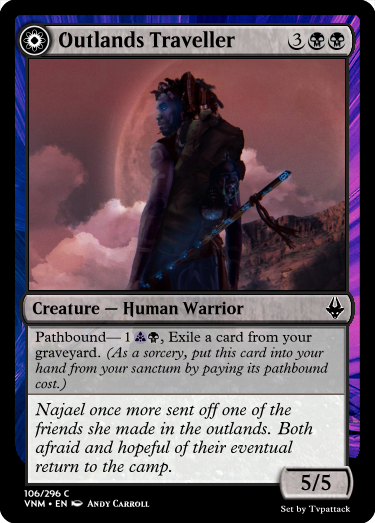 Outlands Traveller 3
Creature — Human Warrior
Pathbound— 1 , Exile a card from your
graveyard. (As a sorcery, put this card into your
hand from your sanctum by paying its pathbound
cost.)
Najael once more sent off one of the
friends she made in the outlands. Both
afraid and hopeful of their eventual
return to the camp.
5/5
106/296 C
VNM • EN Andy Carroll
Set by Tvpattack